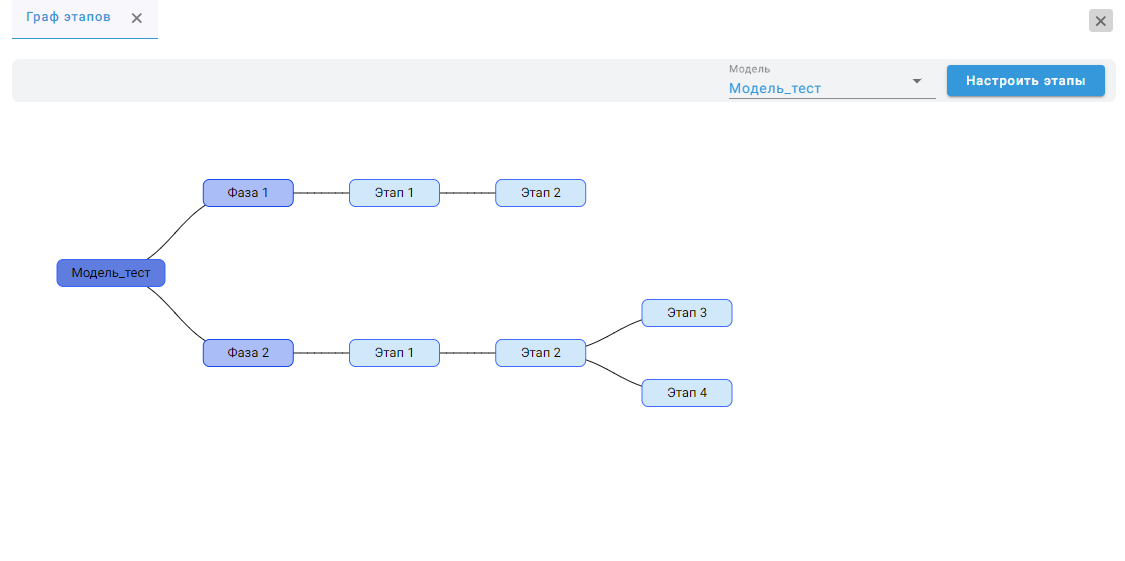 Граф этапов
Модель
Модель_тест
Настроить этапы
Фаза 1
Этап 1
Этап 2
Модель_тест
Этап 3
Фаза 2
Этап 1
Этап 2
Этап 4